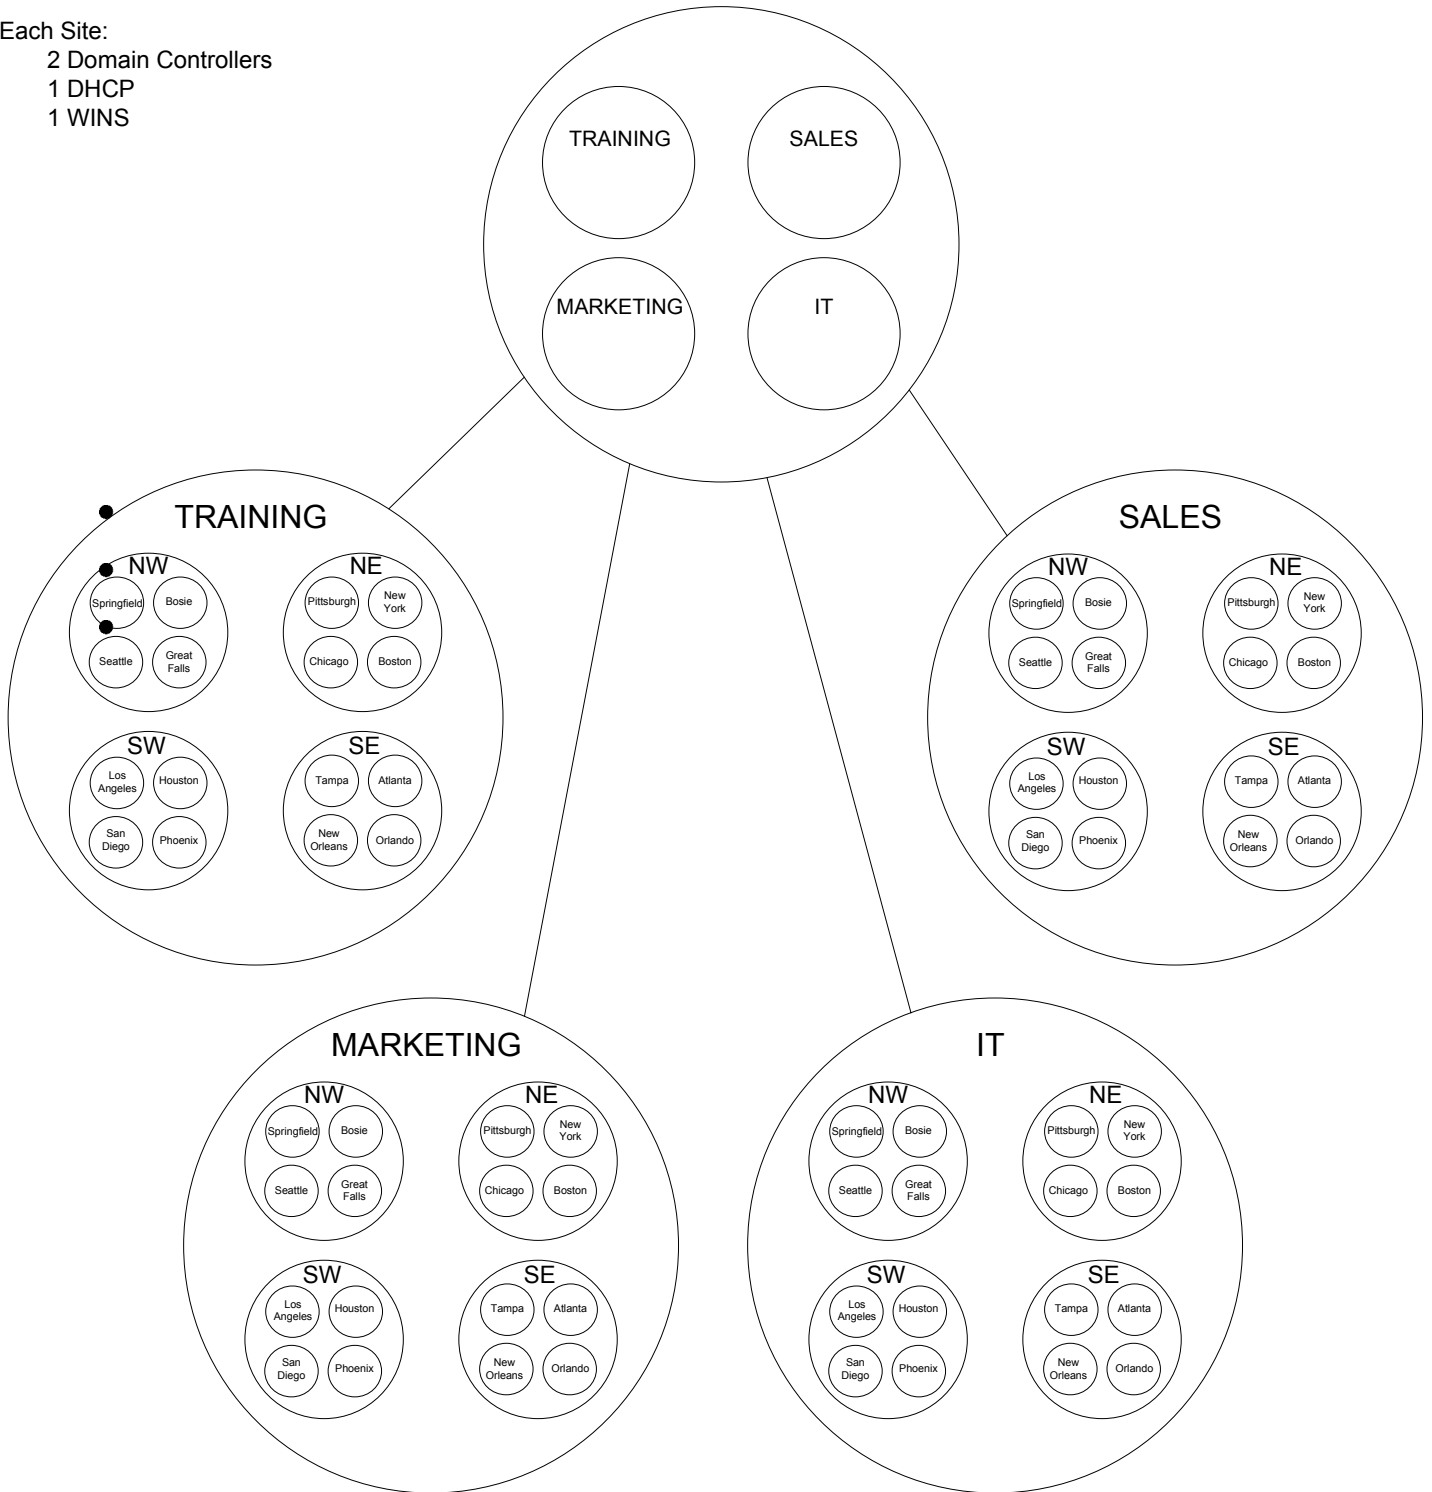 Each Site:
2 Domain Controllers
1 DHCP
1 WINS
TRAINING
SALES
MARKETING
IT
TRAINING
NW
Springfield
Bosie
Seattle
Great
Falls
NE
Pittsburgh
New
York
Chicago
Boston
SW
Los
Angeles
Houston
San
Diego
Phoenix
SE
Tampa
Atlanta
New
Orleans
Orlando
SALES
NW
Springfield
Bosie
Seattle
Great
Falls
NE
Pittsburgh
New
York
Chicago
Boston
SW
Los
Angeles
Houston
San
Diego
Phoenix
SE
Tampa
Atlanta
New
Orleans
Orlando
MARKETING
NW
Springfield
Bosie
Seattle
Great
Falls
NE
Pittsburgh
New
York
Chicago
Boston
SW
Los
Angeles
Houston
San
Diego
Phoenix
SE
Tampa
Atlanta
New
Orleans
Orlando
IT
NW
Springfield
Bosie
Seattle
Great
Falls
NE
Pittsburgh
New
York
Chicago
Boston
SW
Los
Angeles
Houston
San
Diego
Phoenix
SE
Tampa
Atlanta
New
Orleans
Orlando